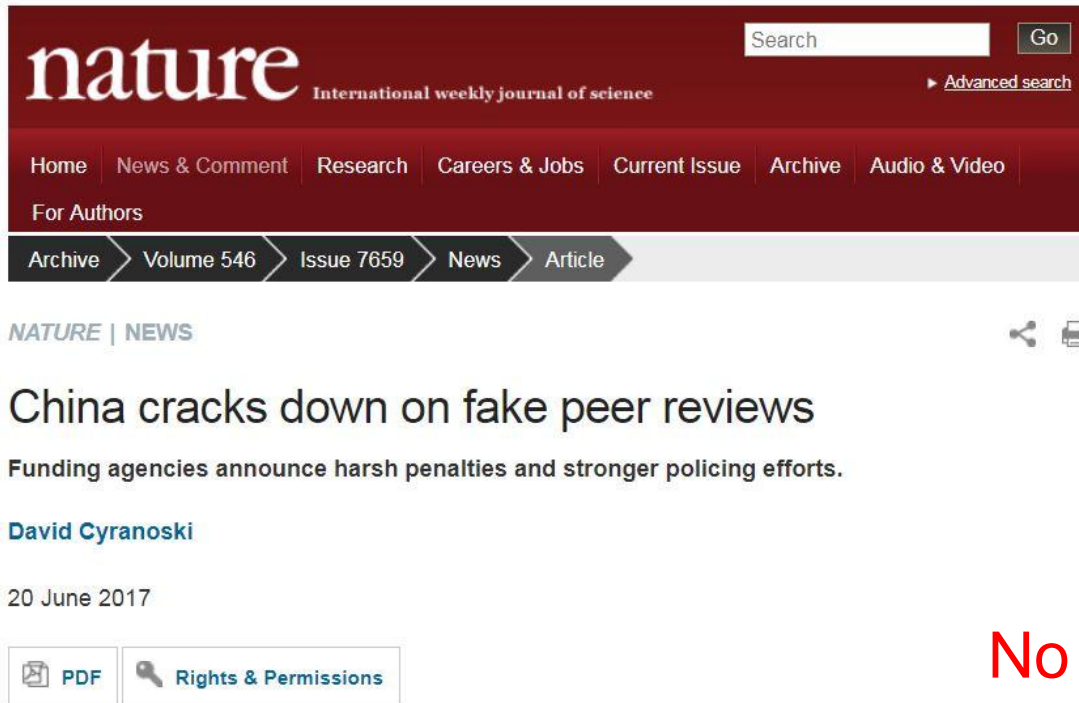 Search
Go
nature International weekly journal of science
Advanced search
Home News & Comment Research Careers & Jobs Current Issue Archive Audio & Video
For Authors
Archive Volume 546 Issue 7659 News Article
NATURE | NEWS
China cracks down on fake peer reviews
Funding agencies announce harsh penalties and stronger policing efforts.
David Cyranoski
20 June 2017
No
PDF Rights & Permissions